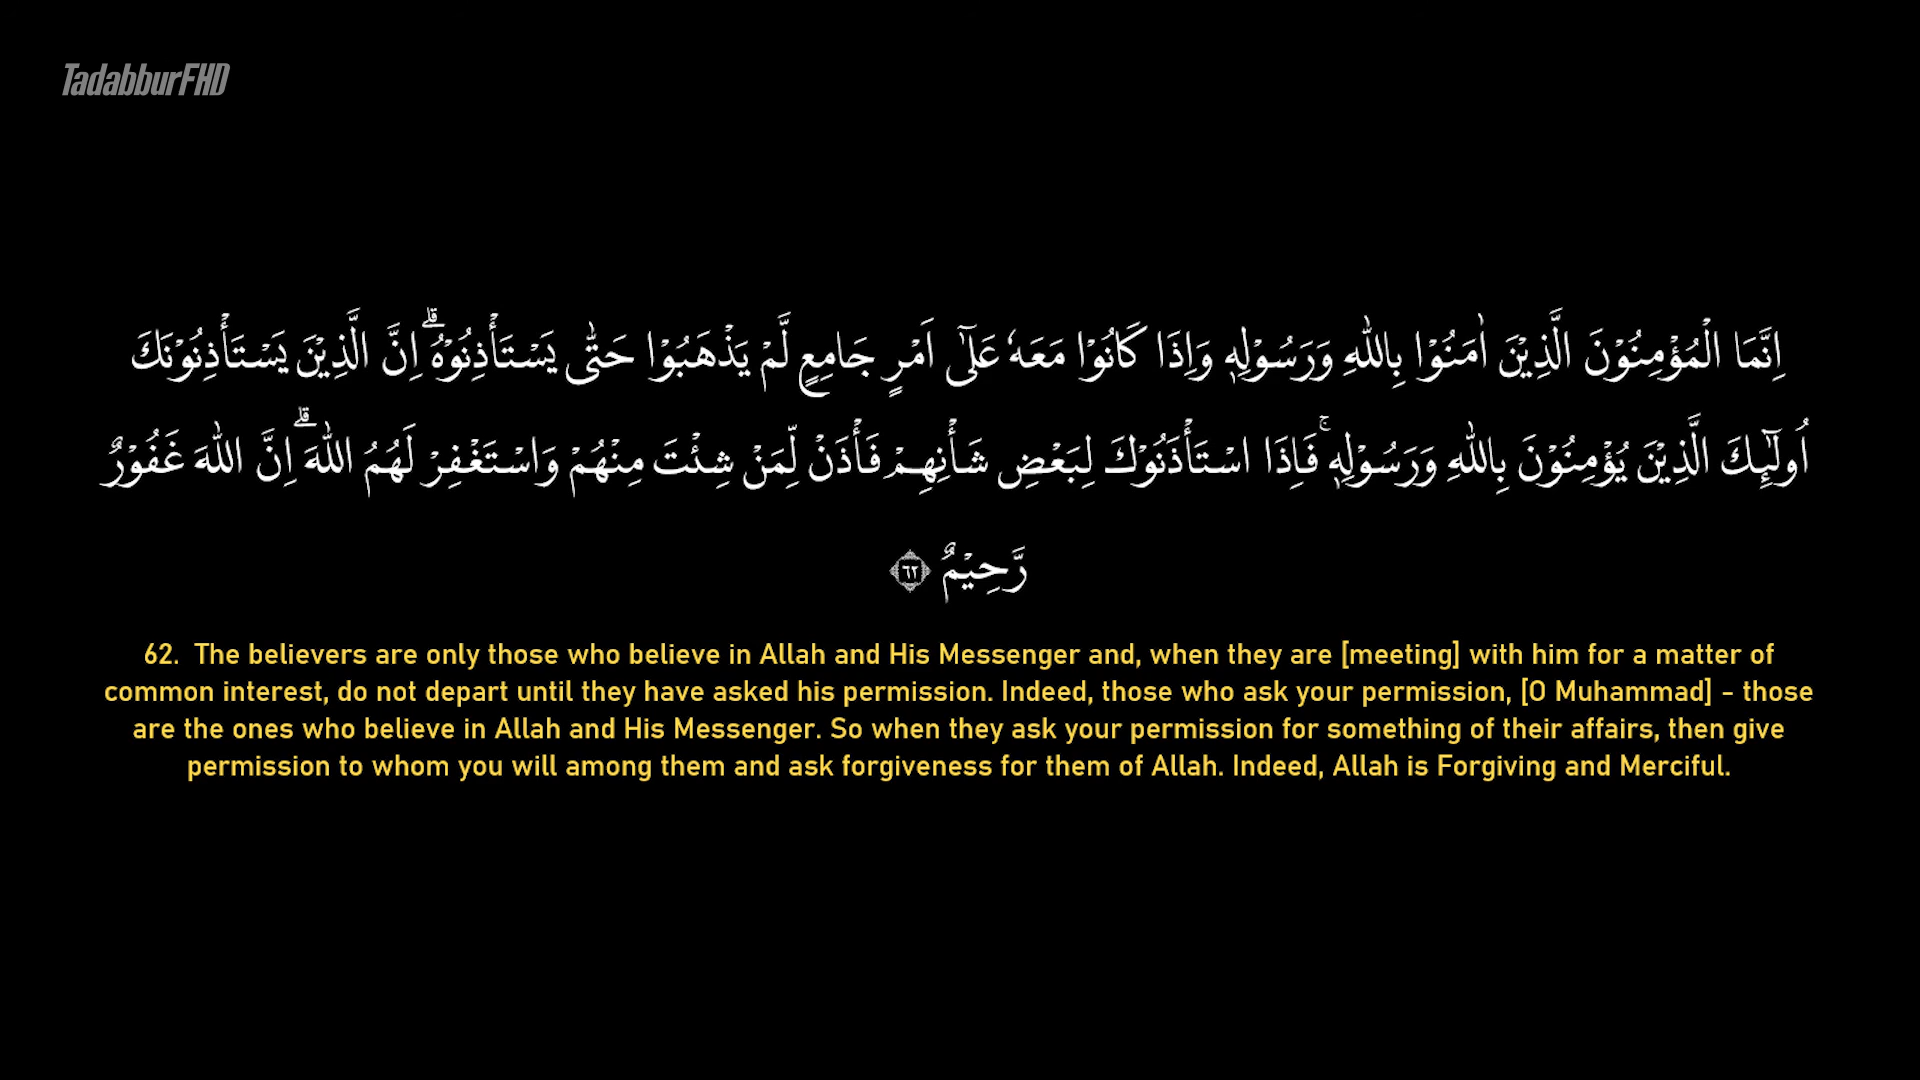 TadabburFHD
اِنَّمَا الْمُؤْمِنُوْنَ الَّذِيْنَ اٰمَنُوْا بِاللّٰهِ وَرَسُوْلِهٖ وَاِذَا كَانُوْا مَعَهٗ عَلٰٓى اَمْرٍ جَامِعٍ لَّمْ يَذْهَبُوْا حَتّٰى يَسْتَأْذِنُوْهُۗ اِنَّ الَّذِيْنَ يَسْتَأْذِنُوْنَكَ
اُولٰۤىِٕكَ الَّذِيْنَ يُؤْمِنُوْنَ بِاللّٰهِ وَرَسُوْلِهٖۚ فَاِذَا اسْتَأْذَنُوْكَ لِبَعْضِ شَأْنِهِمْ فَأْذَنْ لِّمَنْ شِئْتَ مِنْهُمْ وَاسْتَغْفِرْ لَهُمُ اللّٰهَۗ اِنَّ اللّٰهَ غَفُوْرٌ
رَّحِيْمٌ ٦٢
62. The believers are only those who believe in Allah and His Messenger and, when they are [meeting] with him for a matter of
common interest, do not depart until they have asked his permission. Indeed, those who ask your permission, [O Muhammad] - those
are the ones who believe in Allah and His Messenger. So when they ask your permission for something of their affairs, then give
permission to whom you will among them and ask forgiveness for them of Allah. Indeed, Allah is Forgiving and Merciful.